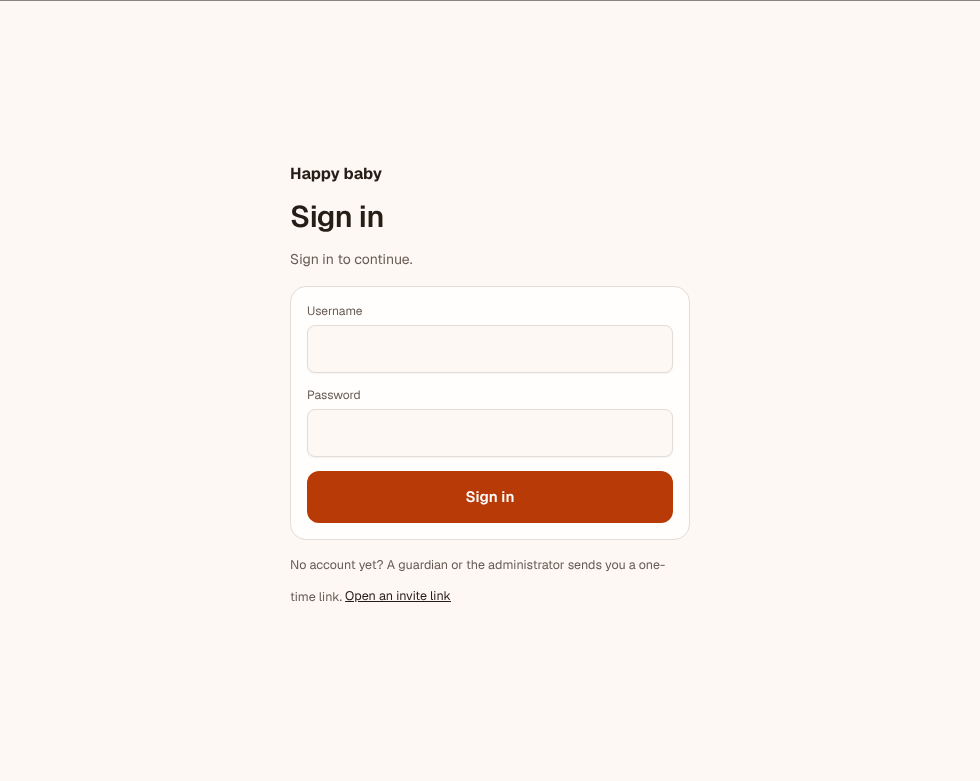 Happy baby
Sign in
Sign in to continue.
Username
Password
Sign in
No account yet? A guardian or the administrator sends you a one-
time link. Open an invite link